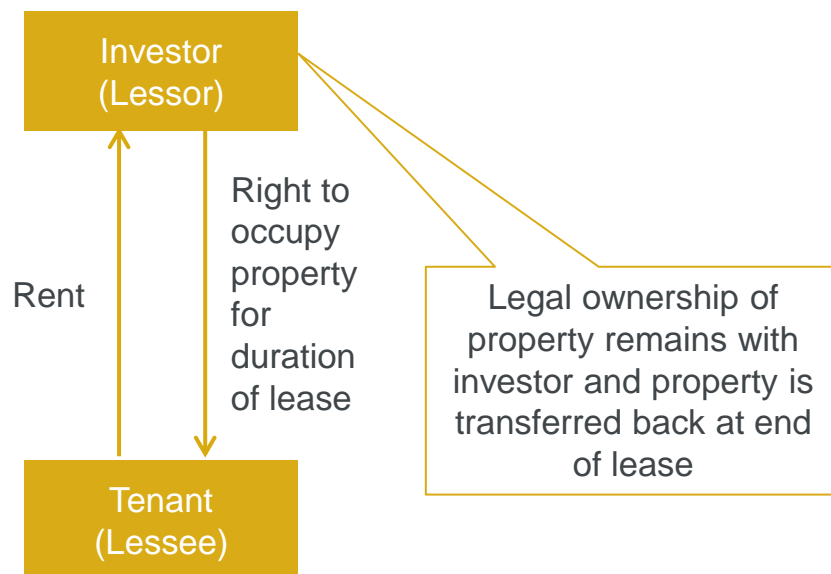 Investor
(Lessor)
Rent
Right to
occupy
property
for
duration
of lease
Legal ownership of
property remains with
investor and property is
transferred back at end
of lease
Tenant
(Lessee)